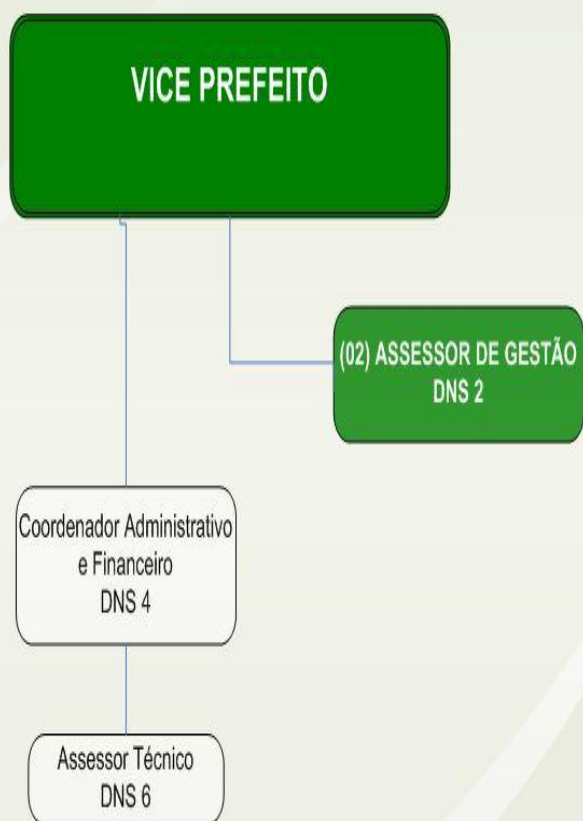 VICE PREFEITO
(02) ASSESSOR DE GESTÃO
DNS 2
Coordenador Administrativo
e Financeiro
DNS 4
Assessor Técnico
DNS 6